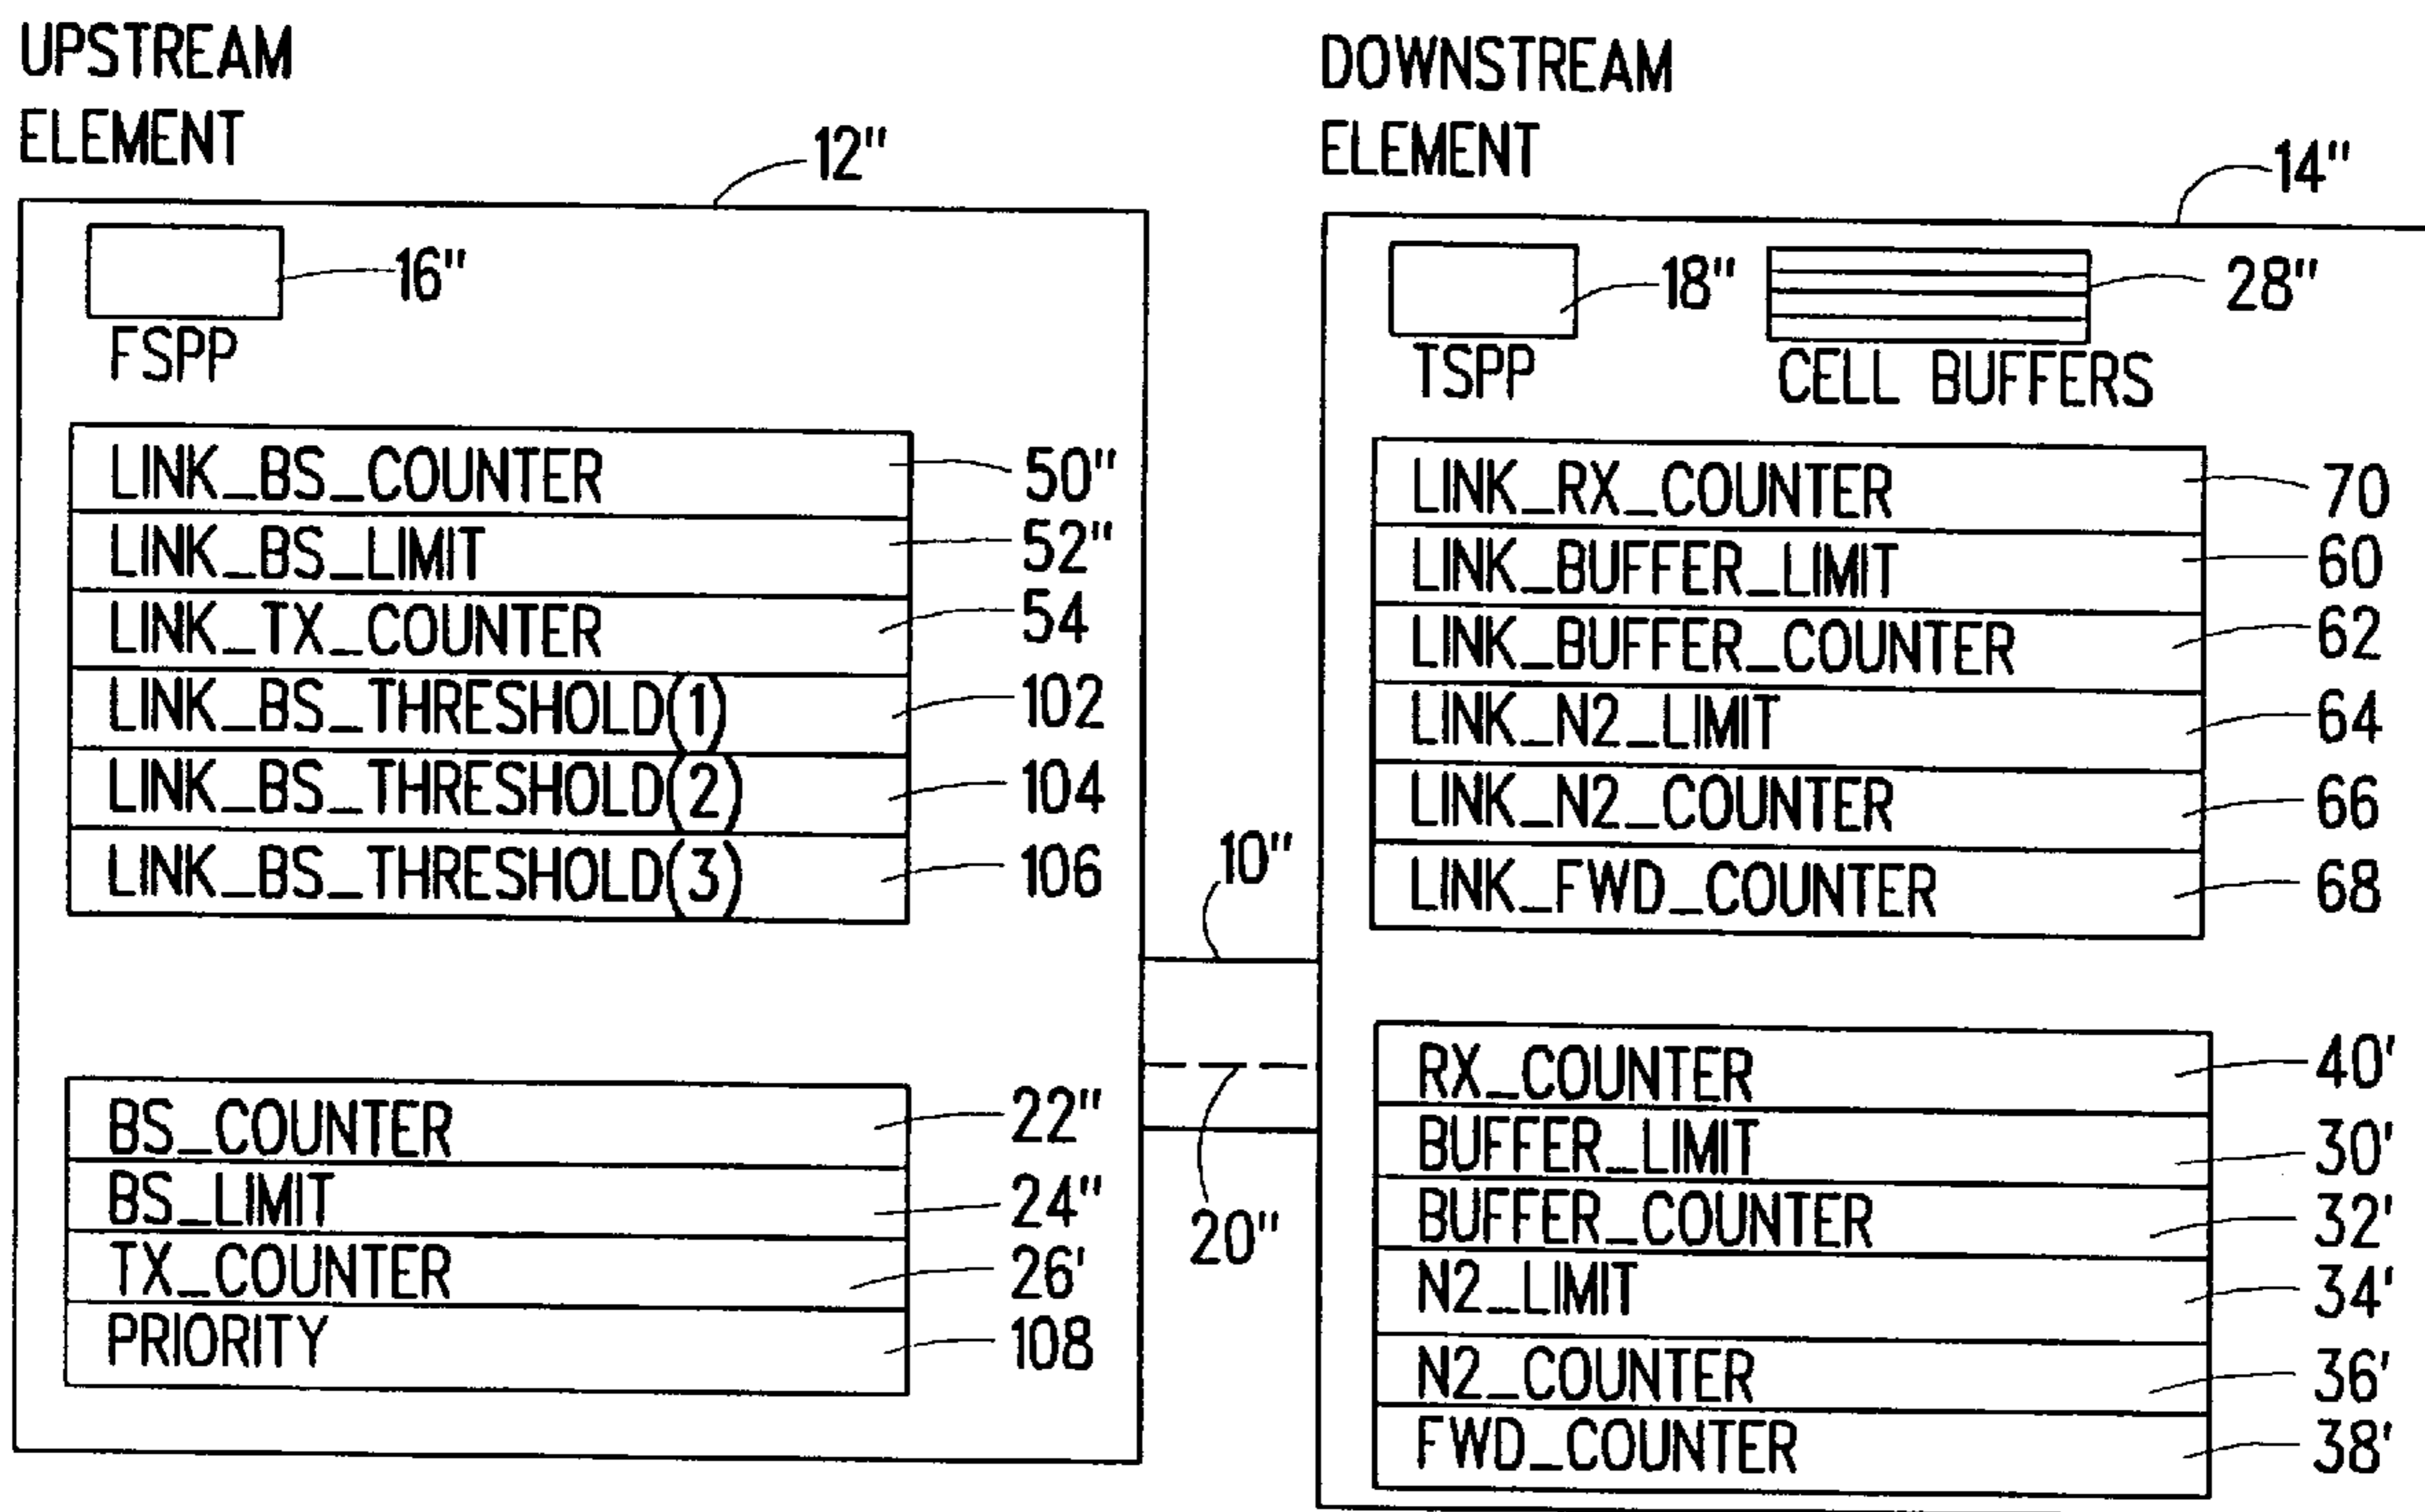 UPSTREAM
ELEMENT
12"
16"
FSPP
LINK_BS_COUNTER 50"
LINK_BS_LIMIT 52"
LINK_TX_COUNTER 54
LINK_BS_THRESHOLD(1) 102
LINK_BS_THRESHOLD(2) 104
LINK_BS_THRESHOLD(3) 106
BS_COUNTER 22"
BS_LIMIT 24"
TX_COUNTER 26'
PRIORITY 108
10"
20"
DOWNSTREAM
ELEMENT
14"
18"
28"
TSPP
CELL BUFFERS
LINK_RX_COUNTER 70
LINK_BUFFER_LIMIT 60
LINK_BUFFER_COUNTER 62
LINK_N2_LIMIT 64
LINK_N2_COUNTER 66
LINK_FWD_COUNTER 68
RX_COUNTER 40'
BUFFER_LIMIT 30'
BUFFER_COUNTER 32'
N2_LIMIT 34'
N2_COUNTER 36'
FWD_COUNTER 38'